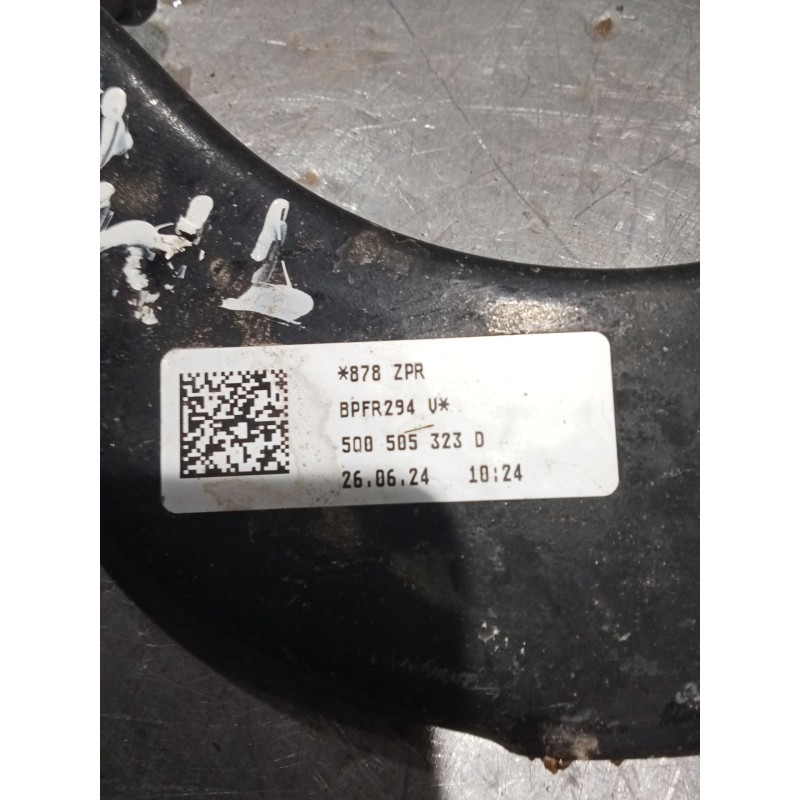 *878 ZPR
BPFR294 V*
5Q0 505 323 D
26.06.24 10:24